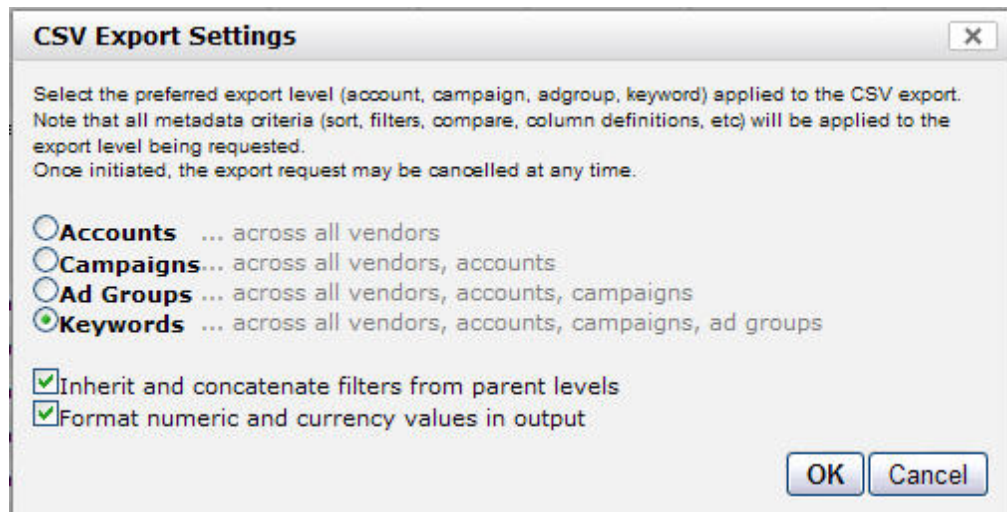 CSV Export Settings
Select the preferred export level (account, campaign, adgroup, keyword) applied to the CSV export.
Note that all metadata criteria (sort, filters, compare, column definitions, etc) will be applied to the
export level being requested.
Once initiated, the export request may be cancelled at any time.
Accounts ... across all vendors
Campaigns... across all vendors, accounts
Ad Groups ... across all vendors, accounts, campaigns
Keywords ... across all vendors, accounts, campaigns, ad groups
Inherit and concatenate filters from parent levels
Format numeric and currency values in output
OK Cancel